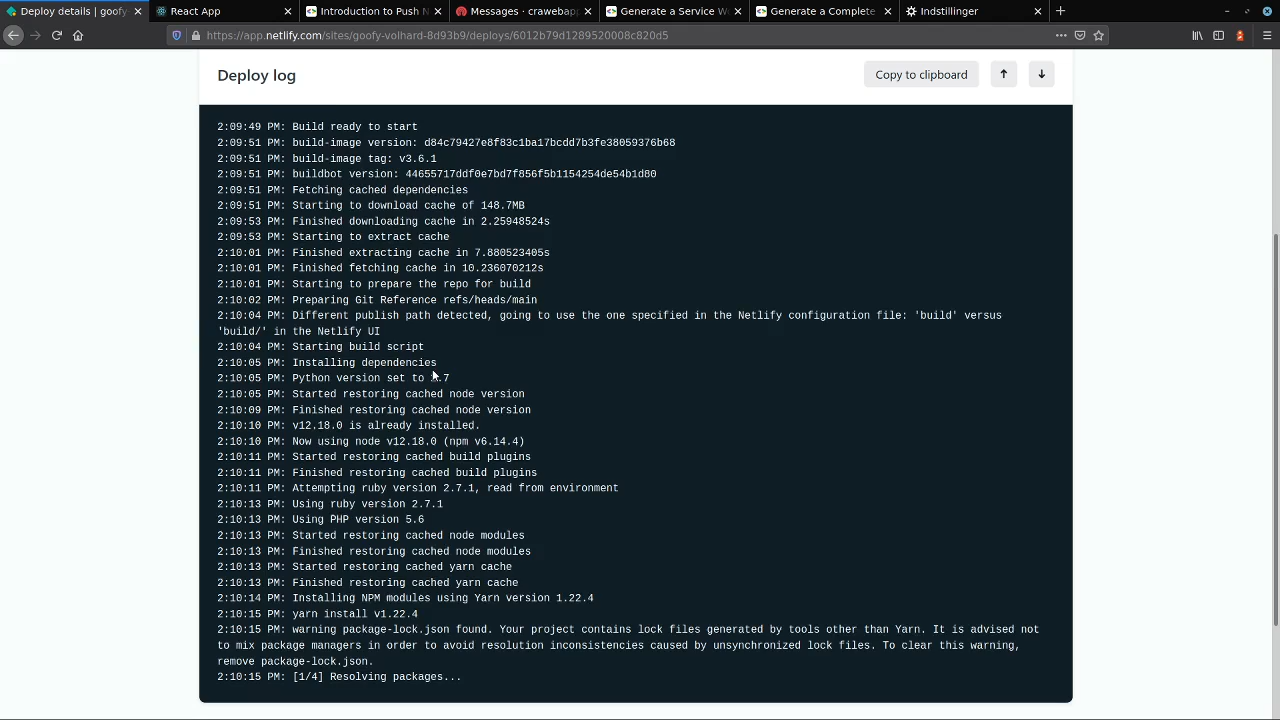 Deploy details | goofy
React App
Introduction to Push N
Messages · crawebapp
Generate a Service W
Generate a Complete
Indstillinger
https://app.netlify.com/sites/goofy-volhard-8d93b9/deploys/6012b79d1289520008c820d5
Deploy log
Copy to clipboard
2:09:49 PM: Build ready to start
2:09:51 PM: build-image version: d84c79427e8f83c1ba17bcdd7b3fe38059376b68
2:09:51 PM: build-image tag: v3.6.1
2:09:51 PM: buildbot version: 44655717ddf0e7bd7f856f5b1154254de54b1d80
2:09:51 PM: Fetching cached dependencies
2:09:51 PM: Starting to download cache of 148.7MB
2:09:53 PM: Finished downloading cache in 2.25948524s
2:09:53 PM: Starting to extract cache
2:10:01 PM: Finished extracting cache in 7.880523405s
2:10:01 PM: Finished fetching cache in 10.236070212s
2:10:01 PM: Starting to prepare the repo for build
2:10:02 PM: Preparing Git Reference refs/heads/main
2:10:04 PM: Different publish path detected, going to use the one specified in the Netlify configuration file: 'build' versus
'build/' in the Netlify UI
2:10:04 PM: Starting build script
2:10:05 PM: Installing dependencies
2:10:05 PM: Python version set to .7
2:10:05 PM: Started restoring cached node version
2:10:09 PM: Finished restoring cached node version
2:10:10 PM: v12.18.0 is already installed.
2:10:10 PM: Now using node v12.18.0 (npm v6.14.4)
2:10:11 PM: Started restoring cached build plugins
2:10:11 PM: Finished restoring cached build plugins
2:10:11 PM: Attempting ruby version 2.7.1, read from environment
2:10:13 PM: Using ruby version 2.7.1
2:10:13 PM: Using PHP version 5.6
2:10:13 PM: Started restoring cached node modules
2:10:13 PM: Finished restoring cached node modules
2:10:13 PM: Started restoring cached yarn cache
2:10:13 PM: Finished restoring cached yarn cache
2:10:14 PM: Installing NPM modules using Yarn version 1.22.4
2:10:15 PM: yarn install v1.22.4
2:10:15 PM: warning package-lock.json found. Your project contains lock files generated by tools other than Yarn. It is advised not
to mix package managers in order to avoid resolution inconsistencies caused by unsynchronized lock files. To clear this warning,
remove package-lock.json.
2:10:15 PM: [1/4] Resolving packages...